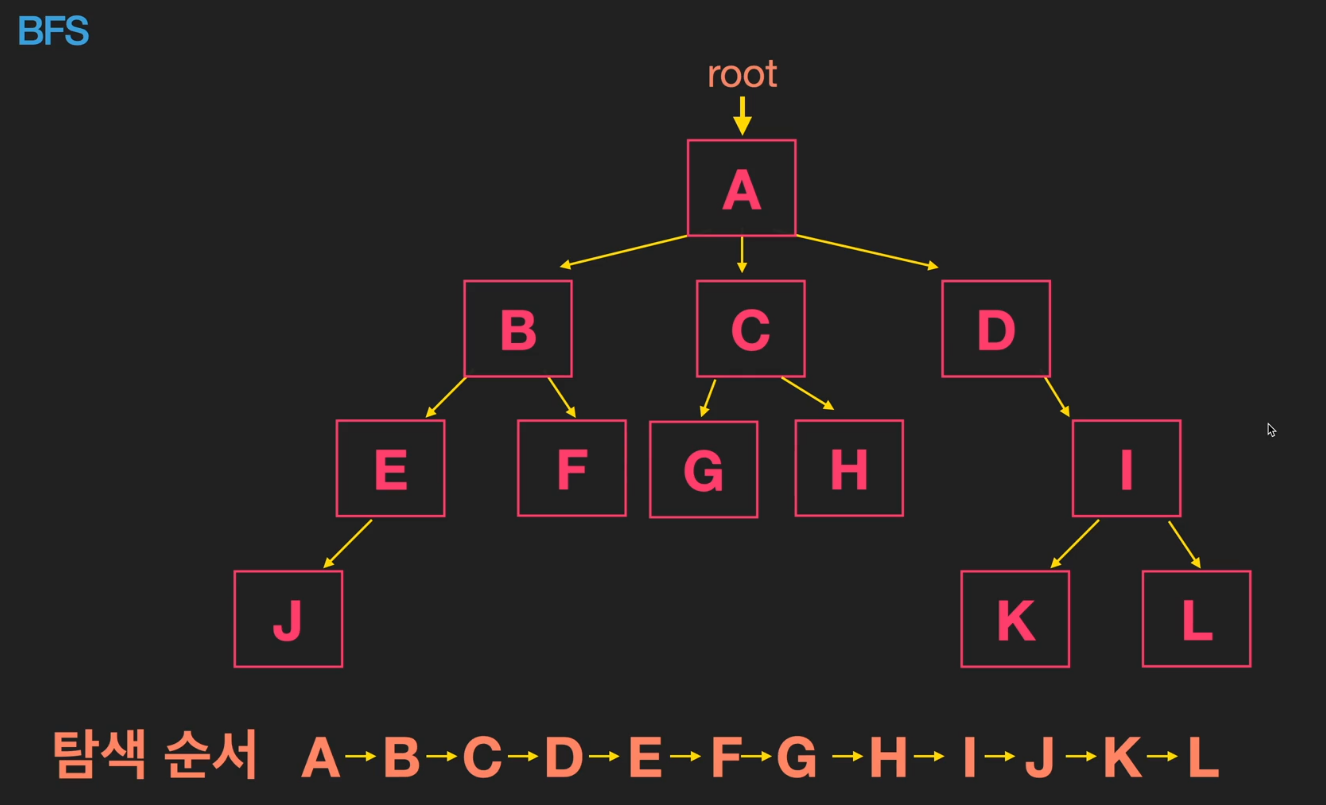 BFS
root
A
B C D
E F G H I
J K L
탐색 순서 A B C D E F G H I J K L